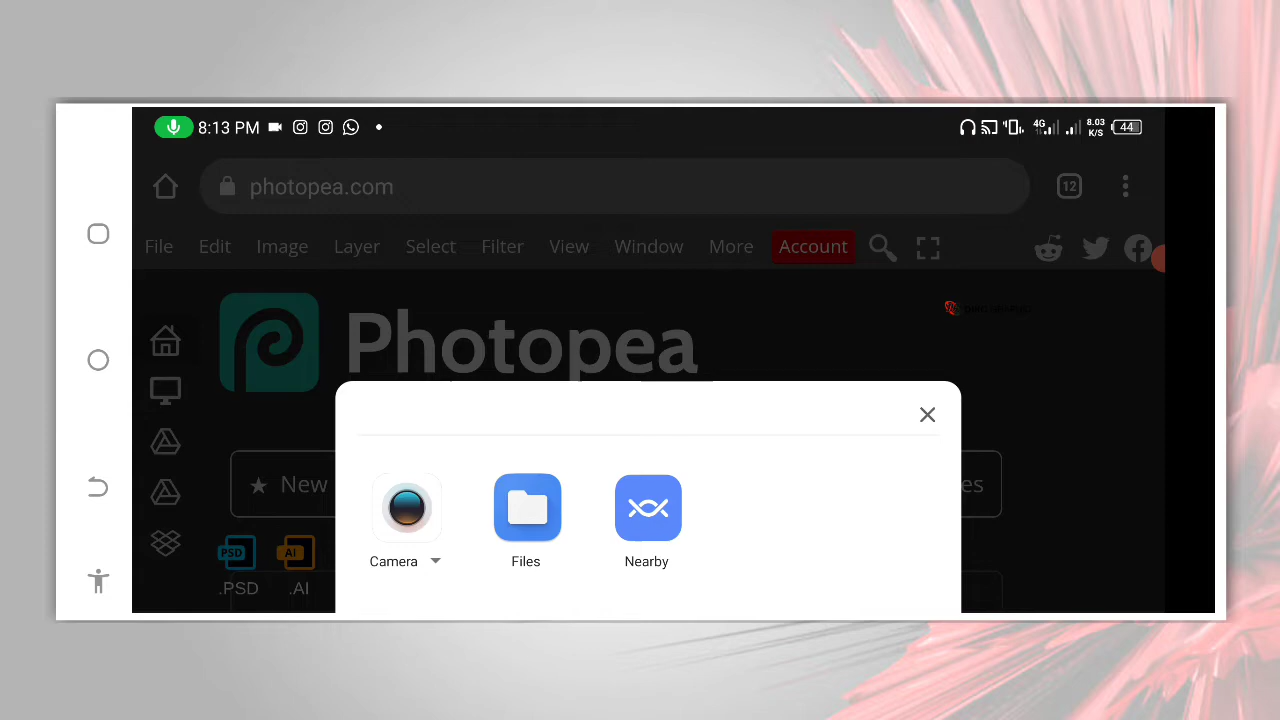 8:13 PM
4G 8.03 K/S 44
photopea.com
12
File Edit Image Layer Select Filter View Window More Account
Photopea
New
es
PSD AI
.PSD .AI
Camera Files Nearby